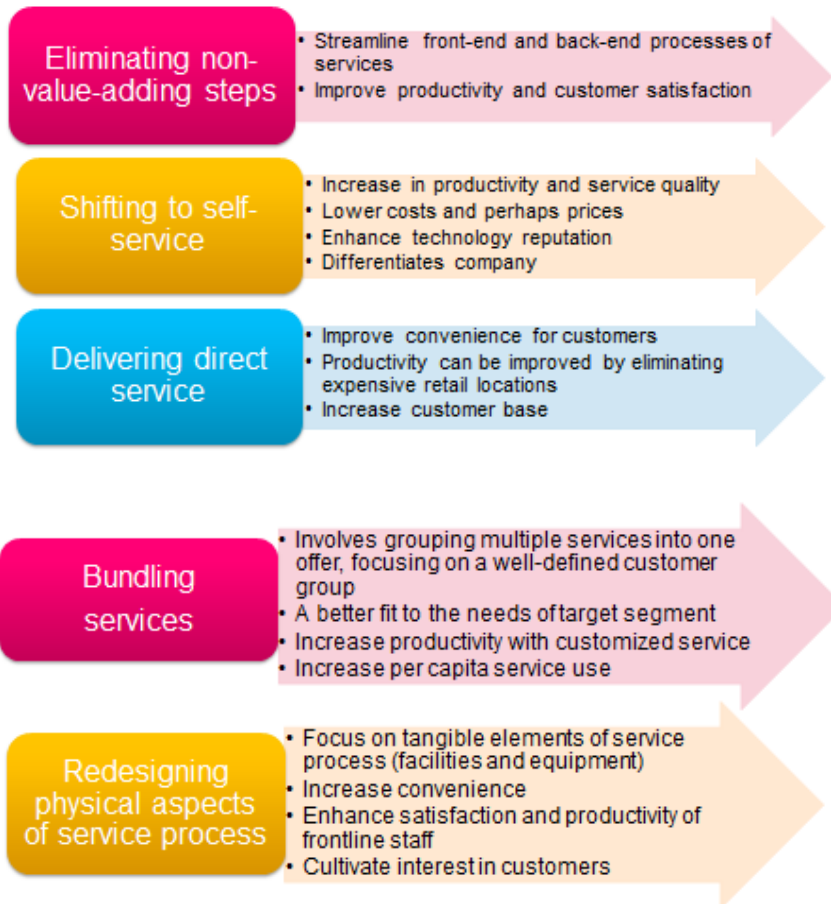 Eliminating non-
value-adding steps
• Streamline front-end and back-end processes of
services
• Improve productivity and customer satisfaction
Shifting to self-
service
• Increase in productivity and service quality
• Lower costs and perhaps prices
• Enhance technology reputation
• Differentiates company
Delivering direct
service
• Improve convenience for customers
• Productivity can be improved by eliminating
expensive retail locations
• Increase customer base
Bundling
services
• Involves grouping multiple services into one
offer, focusing on a well-defined customer
group
• A better fit to the needs of target segment
• Increase productivity with customized service
• Increase per capita service use
Redesigning
physical aspects
of service process
• Focus on tangible elements of service
process (facilities and equipment)
• Increase convenience
• Enhance satisfaction and productivity of
frontline staff
• Cultivate interest in customers